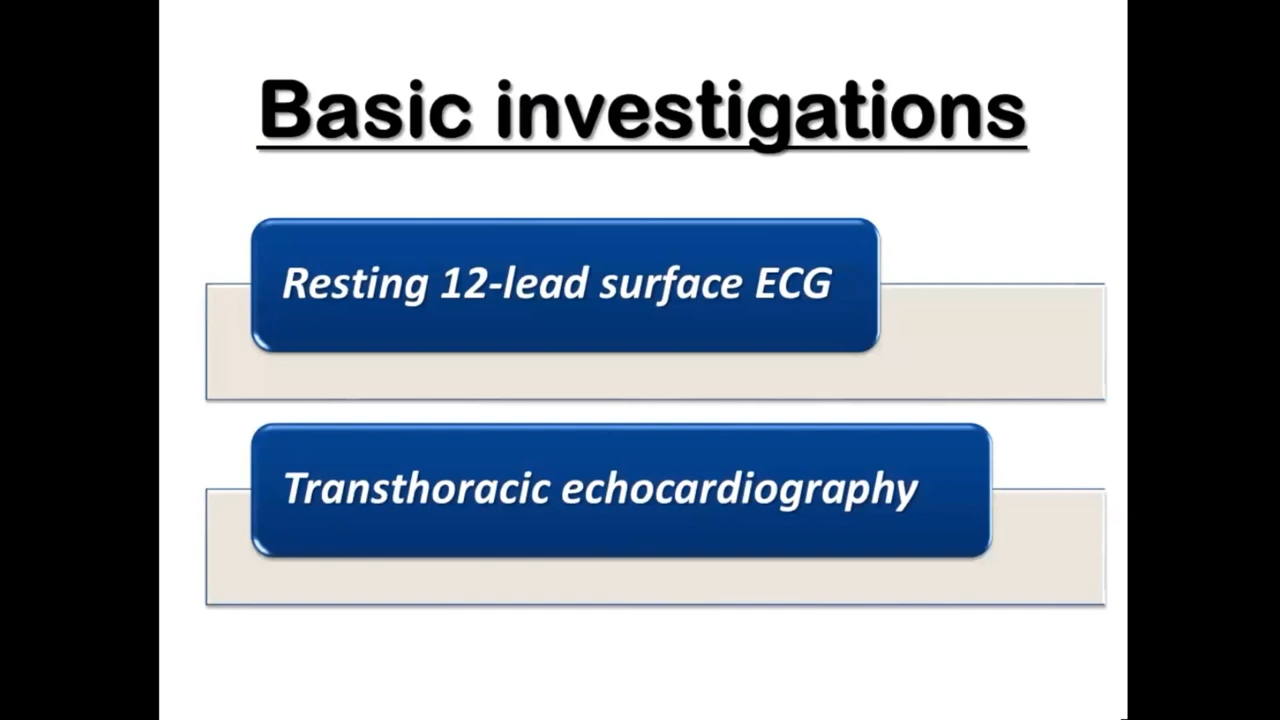 Basic investigations
Resting 12-lead surface ECG
Transthoracic echocardiography